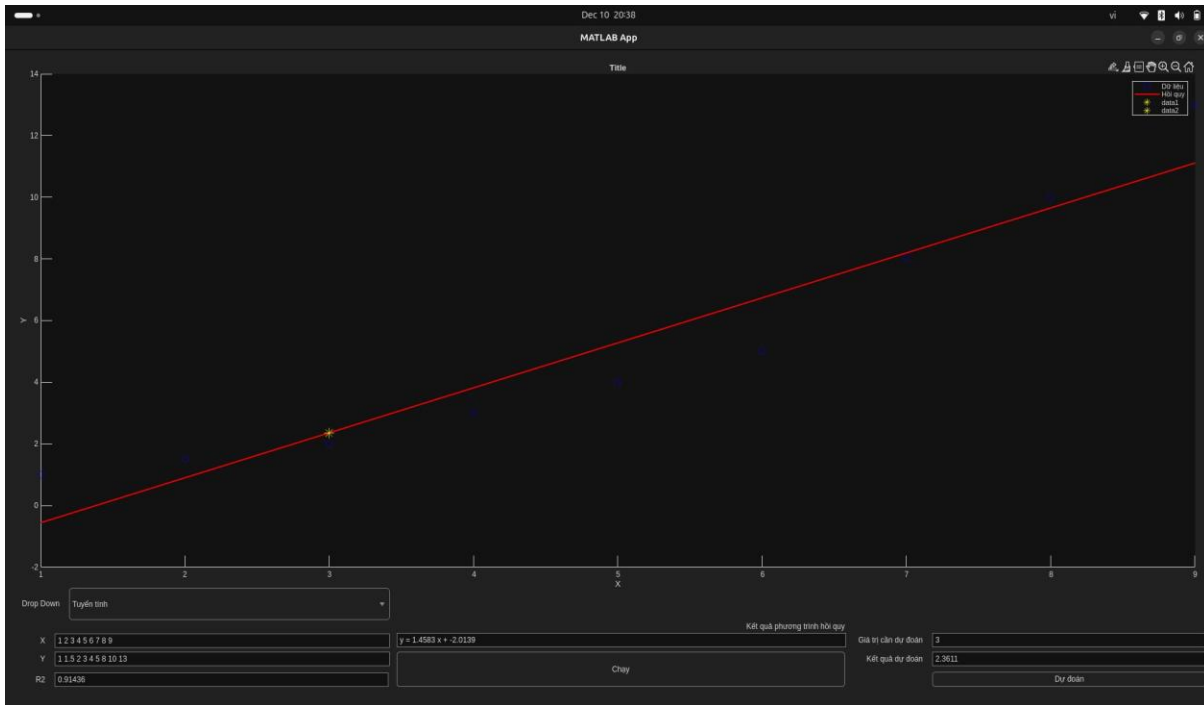 Dec 10 20:38
vi
MATLAB App
Title
14
12
10
8
6
4
2
0
-2
Y
Dữ liệu
Hồi quy
data1
data2
1 2 3 4 5 6 7 8 9
X
Drop Down
Tuyến tính
Kết quả phương trình hồi quy
X 1 2 3 4 5 6 7 8 9
y = 1.4583 x + -2.0139
Giá trị cần dự đoán 3
Y 1 1.5 2 3 4 5 8 10 13
Kết quả dự đoán 2.3611
Chạy
R2 0.91436
Dự đoán